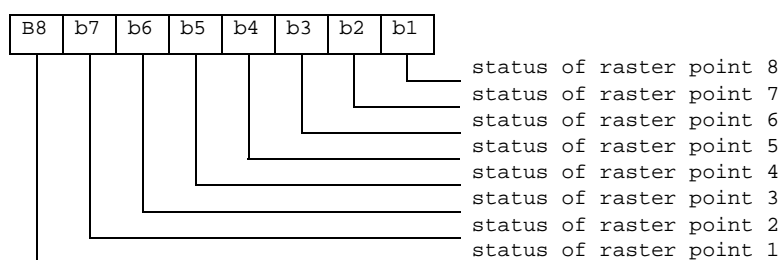 B8 b7 b6 b5 b4 b3 b2 b1
status of raster point 8
status of raster point 7
status of raster point 6
status of raster point 5
status of raster point 4
status of raster point 3
status of raster point 2
status of raster point 1